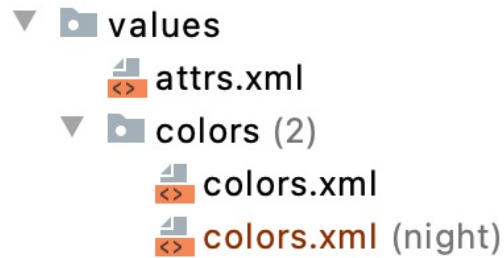 values
attrs.xml
colors (2)
colors.xml
colors.xml (night)